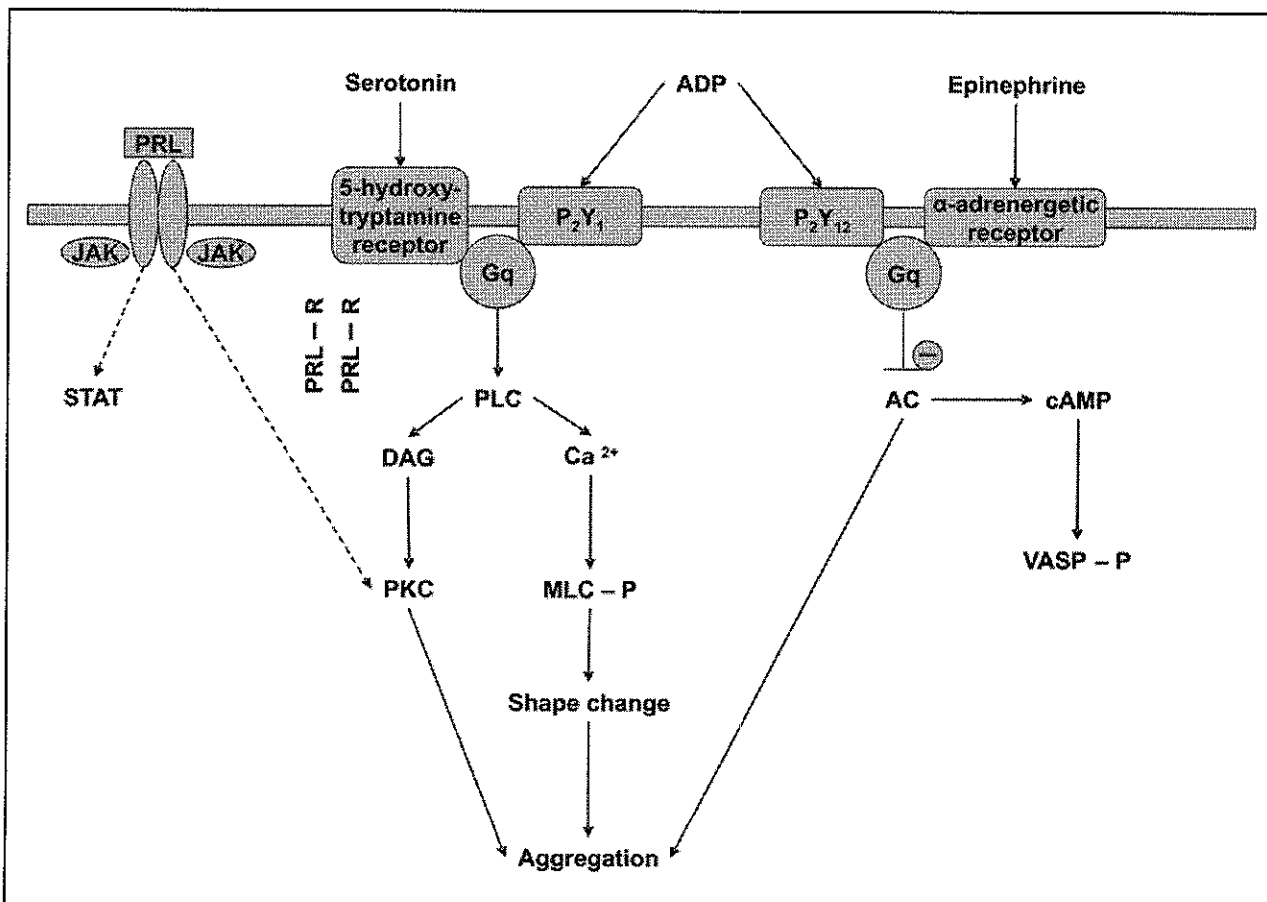 Serotonin
ADP
Epinephrine
PRL
5-hydroxy-
tryptamine
receptor
P₂Y₁
P₂Y₁₂
α-adrenergetic
receptor
JAK
JAK
Gq
Gq
PRL – R
PRL – R
–
STAT
PLC
AC
cAMP
DAG
Ca 2+
VASP – P
PKC
MLC – P
Shape change
Aggregation